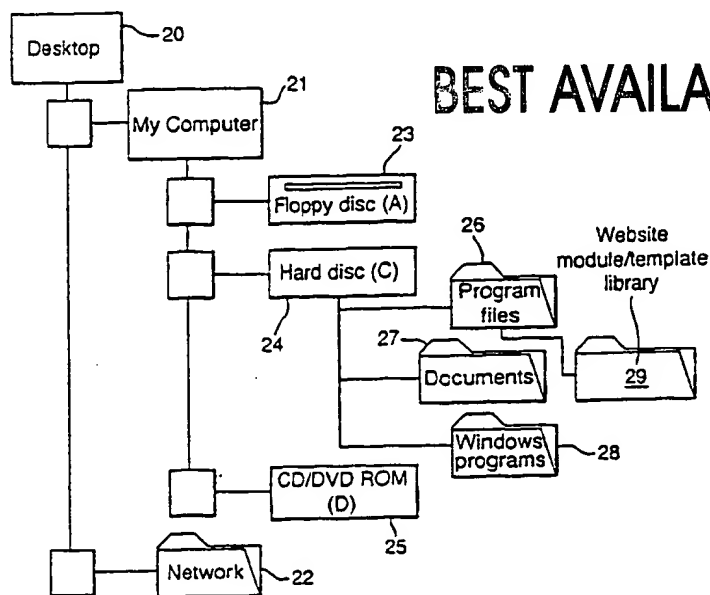 20
Desktop
BEST AVAILA
21
My Computer
23
Floppy disc (A)
Hard disc (C)
24
26
Program
files
Website
module/template
library
27
Documents
29
Windows
programs
28
CD/DVD ROM
(D)
25
Network
22